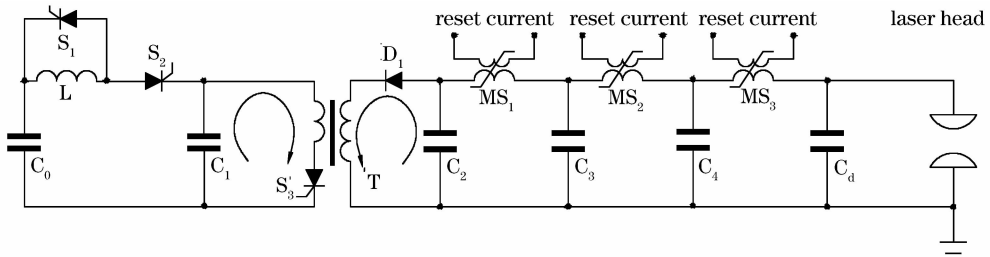 reset current reset current reset current laser head
S1
S2
D1
L
MS1
MS2
MS3
C0
C1
S3'
T
C2
C3
C4
Cd